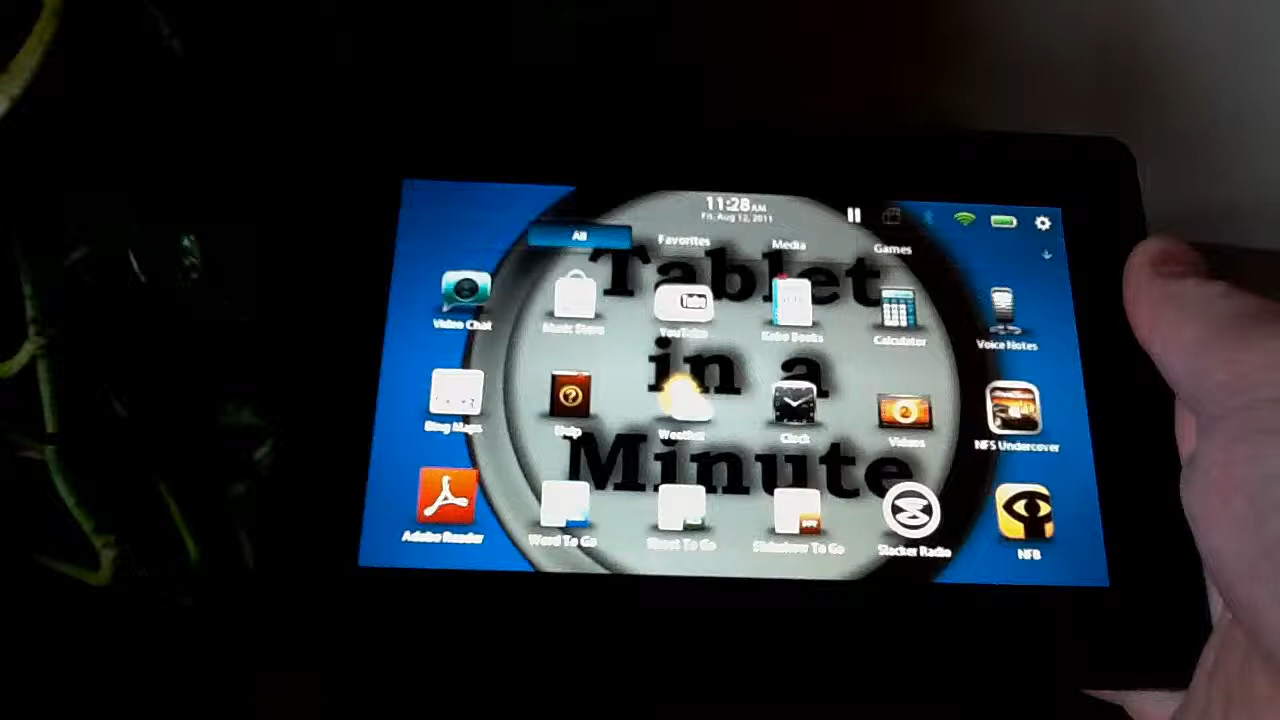 11:28 AM
Fri, Aug 12, 2011
All Favorites Media Games
Tablet
in a
Minute
Video Chat Music Store YouTube Kobo Books Calculator Voice Notes
Bing Maps Help Weather Clock Videos NFS Undercover
Adobe Reader Word To Go Sheet To Go Slideshow To Go Slacker Radio NFB